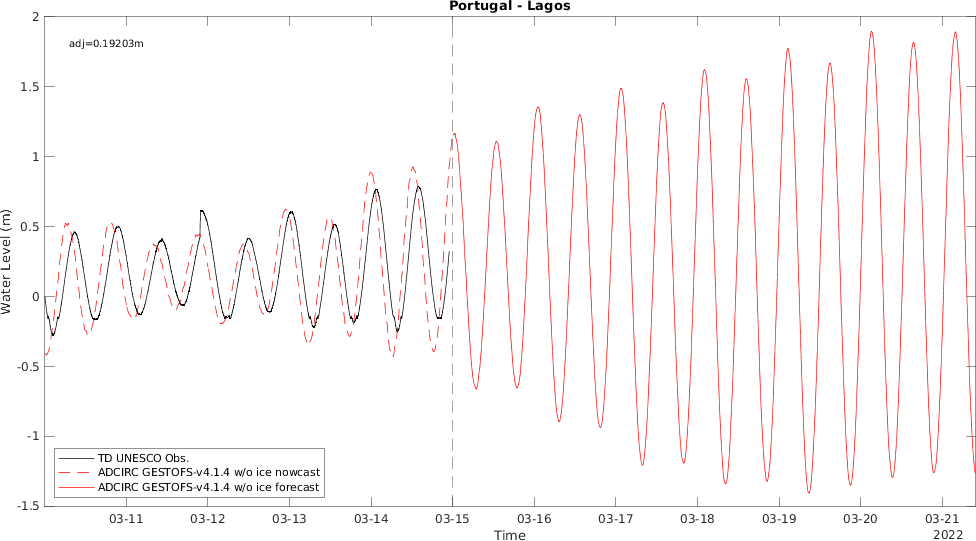 Portugal - Lagos
adj=0.19203m
Water Level (m)
2
1.5
1
0.5
0
-0.5
-1
-1.5
TD UNESCO Obs.
ADCIRC GESTOFS-v4.1.4 w/o ice nowcast
ADCIRC GESTOFS-v4.1.4 w/o ice forecast
03-11 03-12 03-13 03-14 03-15 03-16 03-17 03-18 03-19 03-20 03-21
Time
2022